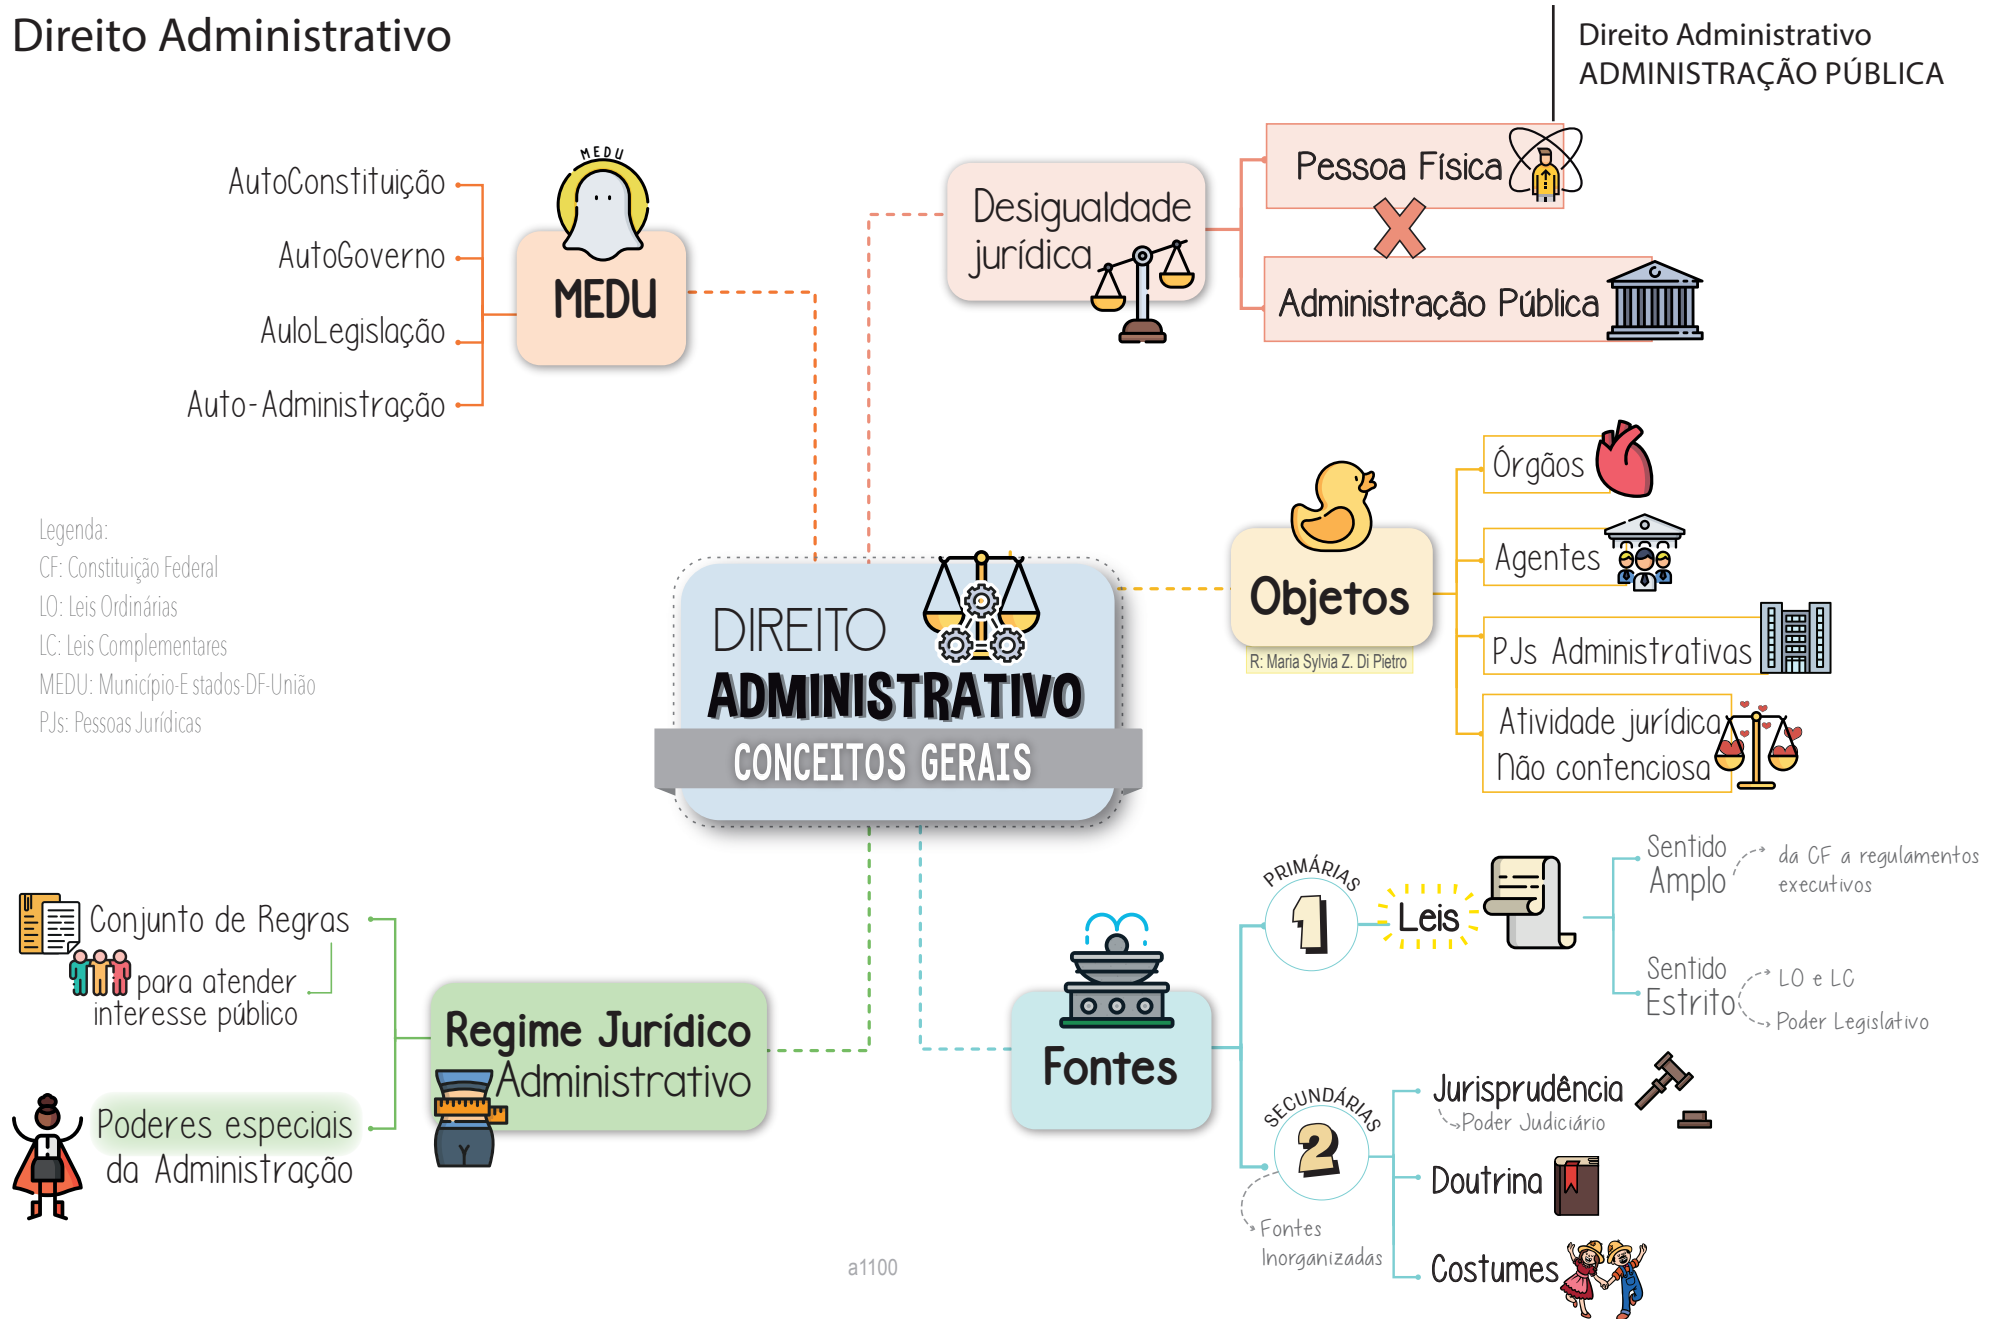 Direito Administrativo
Direito Administrativo
ADMINISTRAÇÃO PÚBLICA
MEDU
MEDU
AutoConstituição
AutoGoverno
AuloLegislação
Auto-Administração
Desigualdade
jurídica
Pessoa Física
Administração Pública
Legenda:
CF: Constituição Federal
LO: Leis Ordinárias
LC: Leis Complementares
MEDU: Município-E stados-DF-União
PJs: Pessoas Jurídicas
DIREITO
ADMINISTRATIVO
CONCEITOS GERAIS
Objetos
R: Maria Sylvia Z. Di Pietro
Órgãos
Agentes
PJs Administrativas
Atividade jurídica
Não contenciosa
Conjunto de Regras
para atender
interesse público
Poderes especiais
da Administração
Regime Jurídico
Administrativo
Fontes
PRIMÁRIAS
1
Leis
Sentido
Amplo
da CF a regulamentos
executivos
Sentido
Estrito
LO e LC
Poder Legislativo
SECUNDÁRIAS
2
Fontes
Inorganizadas
Jurisprudência
Poder Judiciário
Doutrina
Costumes
a1100